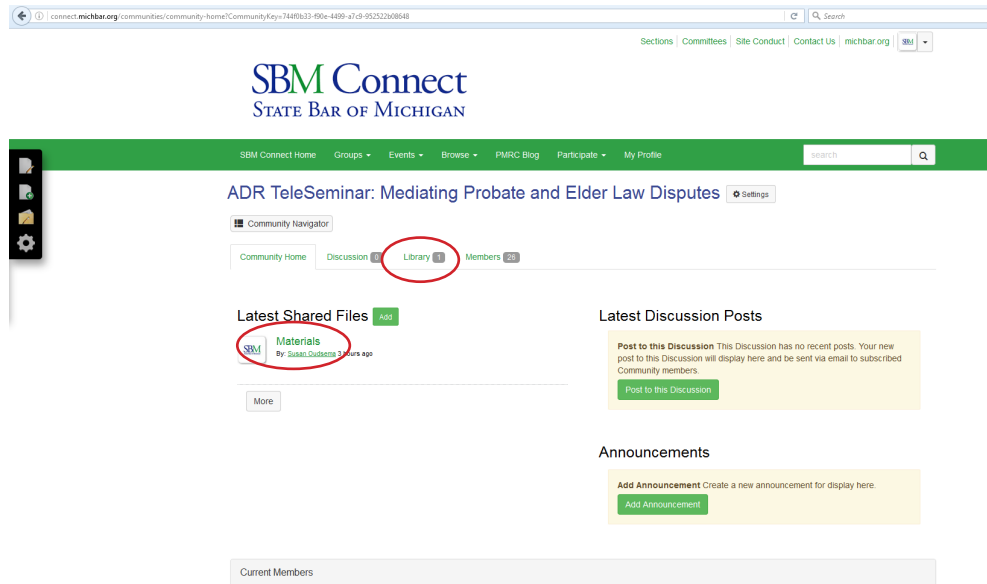 connect.michbar.org/communities/community-home?CommunityKey=744f0b33-f90e-4499-a7c9-952522b08648
Search
Sections Committees Site Conduct Contact Us michbar.org SBM
SBM Connect
STATE BAR OF MICHIGAN
SBM Connect Home Groups Events Browse PMRC Blog Participate My Profile search
ADR TeleSeminar: Mediating Probate and Elder Law Disputes Settings
Community Navigator
Community Home Discussion 0 Library 1 Members 26
Latest Shared Files Add
SBM
Materials
By: Susan Oudsema 3 hours ago
More
Latest Discussion Posts
Post to this Discussion This Discussion has no recent posts. Your new
post to this Discussion will display here and be sent via email to subscribed
Community members.
Post to this Discussion
Announcements
Add Announcement Create a new announcement for display here.
Add Announcement
Current Members